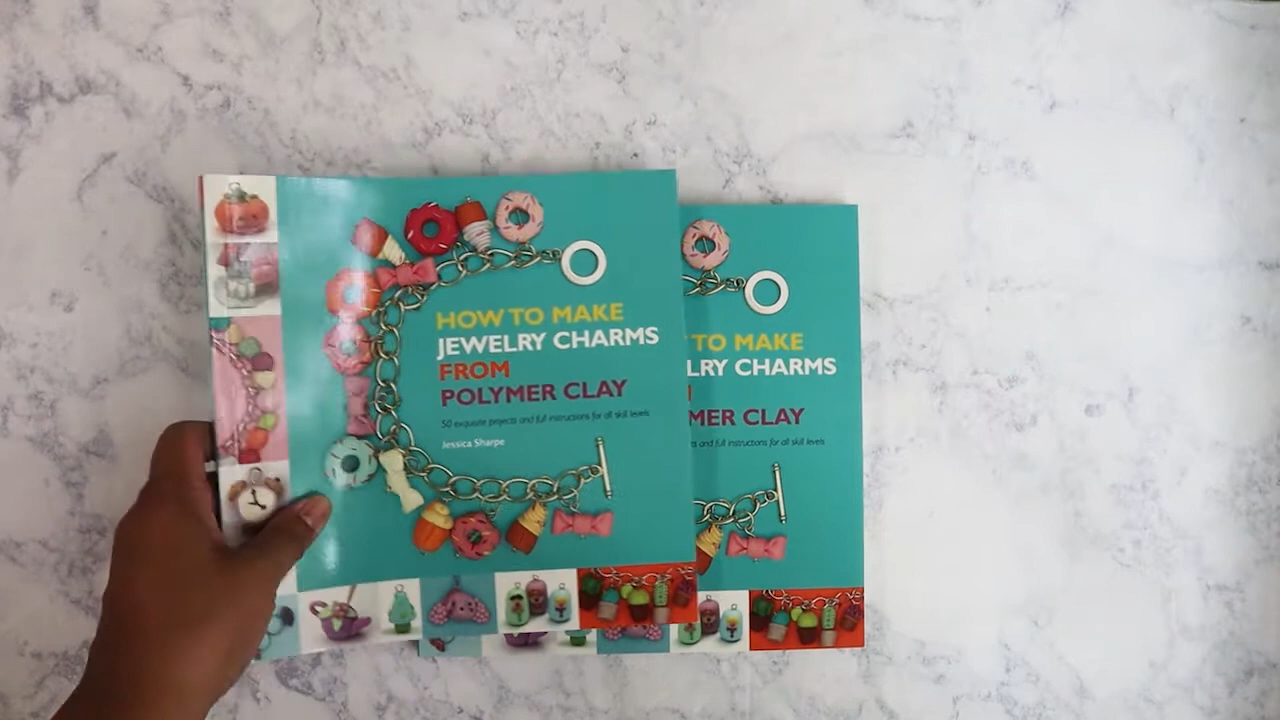 HOW TO MAKE
JEWELRY CHARMS
FROM
POLYMER CLAY
50 exquisite projects and full instructions for all skill levels
Jessica Sharpe
TO MAKE
LRY CHARMS
MER CLAY
and full instructions for all skill levels